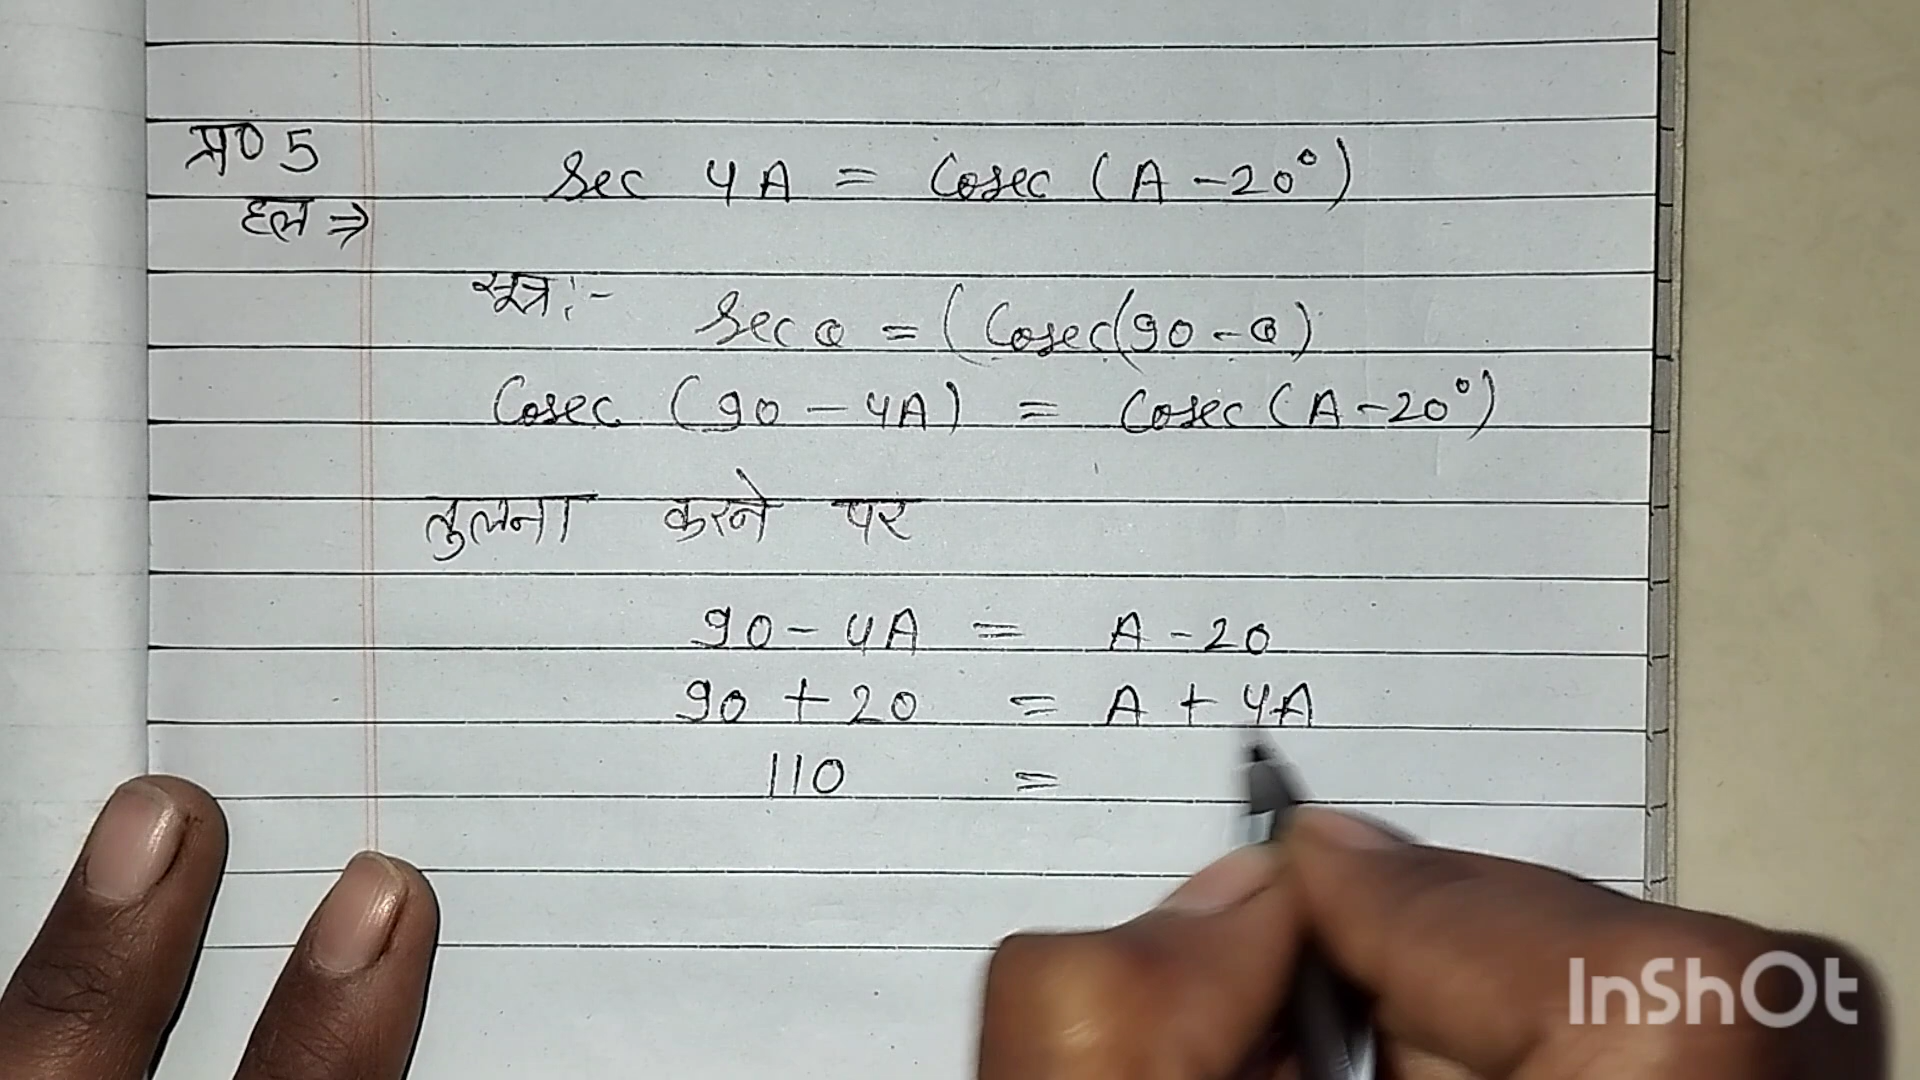 प्र० 5 sec 4A = cosec (A - 20°)
हल ⇒
सूत्र :- sec θ = (cosec(90 - θ)
cosec (90 - 4A) = cosec (A - 20°)
तुलना करने पर
90 - 4A = A - 20
90 + 20 = A + 4A
110 =
InShOt